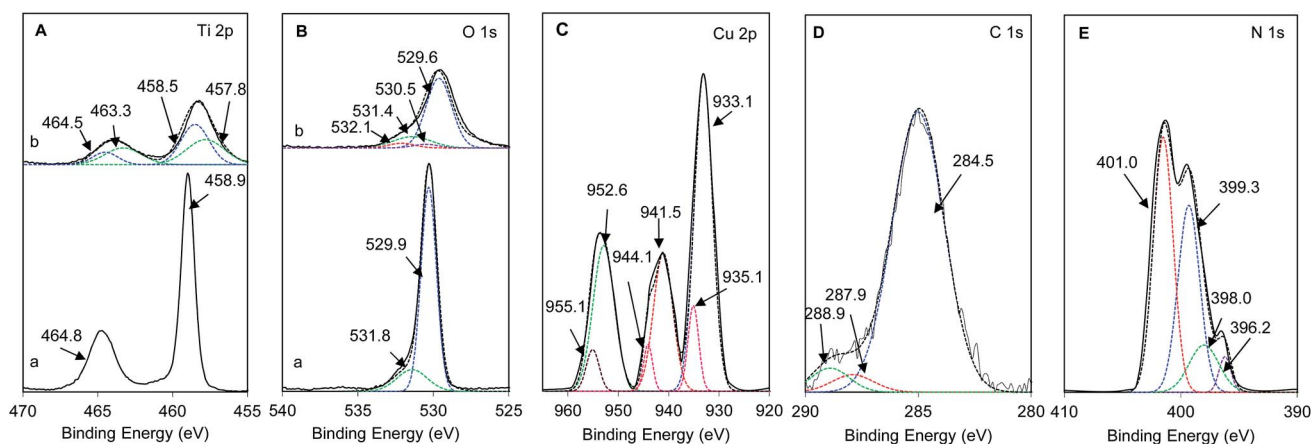 A
Ti 2p
458.5
457.8
463.3
464.5
b
458.9
464.8
a
470
465
460
455
Binding Energy (eV)
B
O 1s
529.6
530.5
531.4
532.1
b
529.9
531.8
a
540
535
530
525
Binding Energy (eV)
C
Cu 2p
933.1
952.6
941.5
944.1
935.1
955.1
960
950
940
930
920
Binding Energy (eV)
D
C 1s
284.5
287.9
288.9
290
285
280
Binding Energy (eV)
E
N 1s
401.0
399.3
398.0
396.2
410
400
390
Binding Energy (eV)